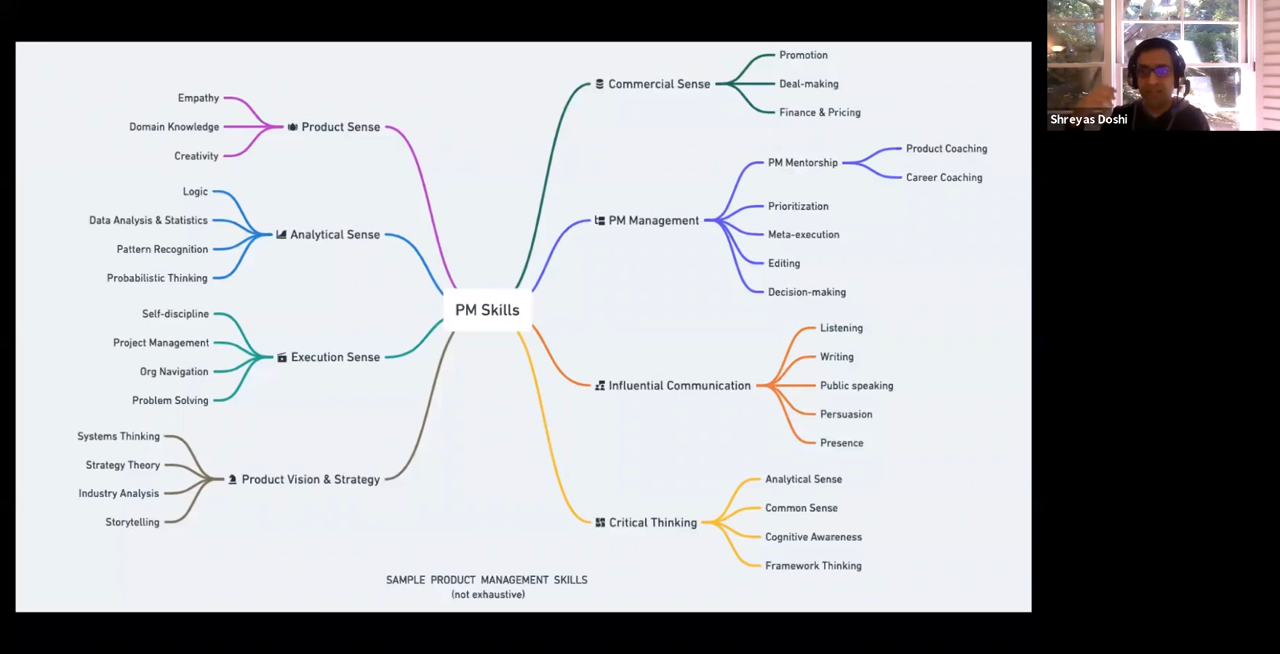 Shreyas Doshi
PM Skills
Product Sense
Empathy
Domain Knowledge
Creativity
Analytical Sense
Logic
Data Analysis & Statistics
Pattern Recognition
Probabilistic Thinking
Execution Sense
Self-discipline
Project Management
Org Navigation
Problem Solving
Product Vision & Strategy
Systems Thinking
Strategy Theory
Industry Analysis
Storytelling
Commercial Sense
Promotion
Deal-making
Finance & Pricing
PM Management
PM Mentorship
Product Coaching
Career Coaching
Prioritization
Meta-execution
Editing
Decision-making
Influential Communication
Listening
Writing
Public speaking
Persuasion
Presence
Critical Thinking
Analytical Sense
Common Sense
Cognitive Awareness
Framework Thinking
SAMPLE PRODUCT MANAGEMENT SKILLS
(not exhaustive)